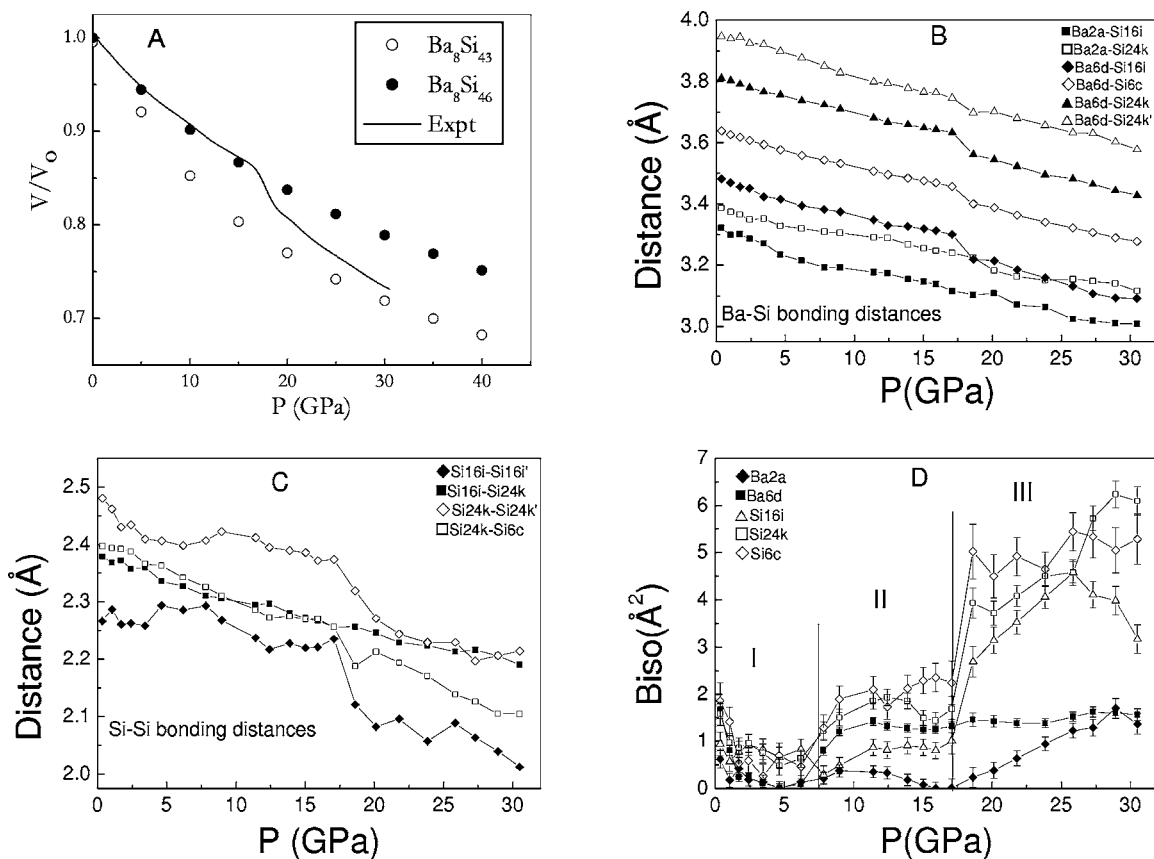 A
Ba8Si43
Ba8Si46
Expt
V/VO
1.0
0.9
0.8
0.7
0 10 20 30 40
P (GPa)
B
Ba2a-Si16i
Ba2a-Si24k
Ba6d-Si16i
Ba6d-Si6c
Ba6d-Si24k
Ba6d-Si24k'
Distance (Å)
4.0
3.8
3.6
3.4
3.2
3.0
Ba-Si bonding distances
0 5 10 15 20 25 30
P(GPa)
C
Si16i-Si16i'
Si16i-Si24k
Si24k-Si24k'
Si24k-Si6c
Distance (Å)
2.5
2.4
2.3
2.2
2.1
2.0
Si-Si bonding distances
0 5 10 15 20 25 30
P (GPa)
D
Ba2a
Ba6d
Si16i
Si24k
Si6c
I
II
III
Biso(Å2)
7
6
5
4
3
2
1
0
0 5 10 15 20 25 30
P(GPa)